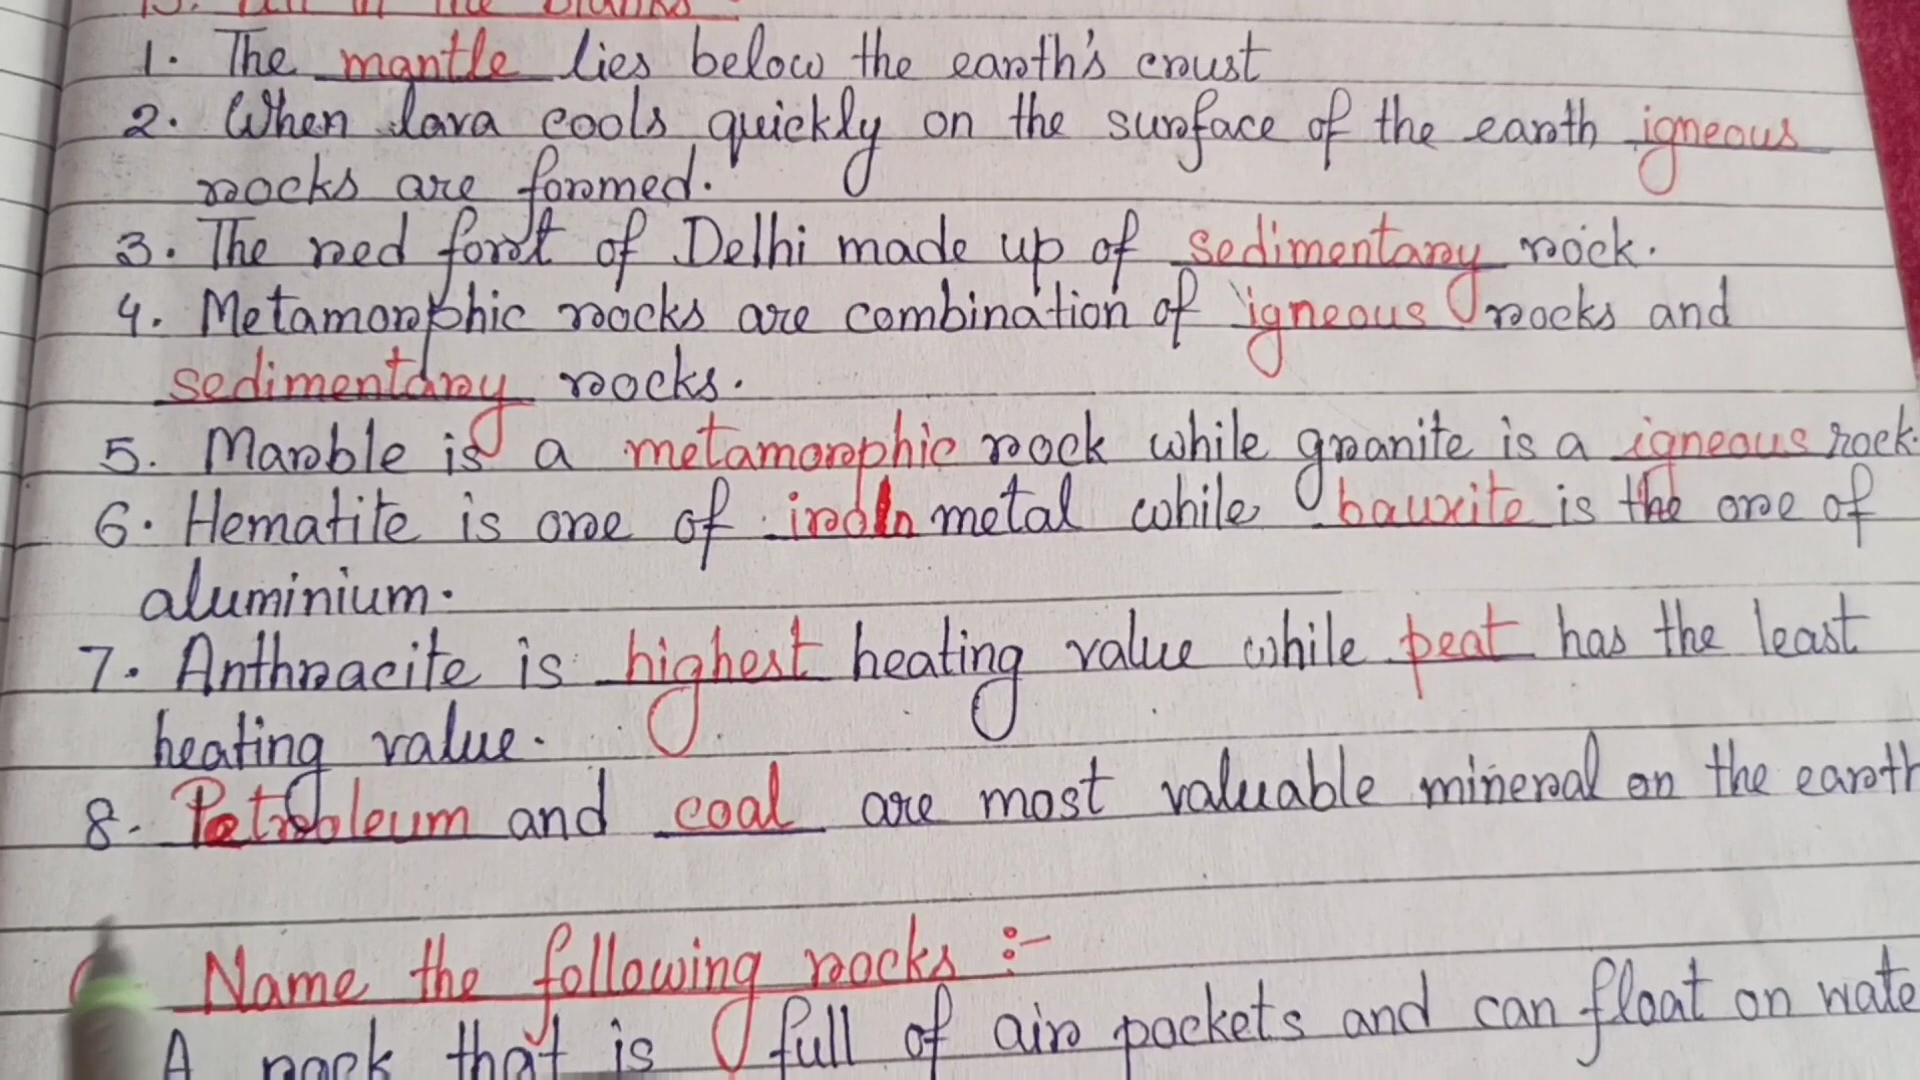 B. Fill in the blanks :-
1. The mantle lies below the earth's crust
2. When lava cools quickly on the surface of the earth igneous
rocks are formed.
3. The red fort of Delhi made up of sedimentary rock.
4. Metamorphic rocks are combination of igneous rocks and
sedimentary rocks.
5. Marble is a metamorphic rock while granite is a igneous rock.
6. Hematite is ore of iron metal while bauxite is the ore of
aluminium.
7. Anthracite is highest heating value while peat has the least
heating value.
8. Petroleum and coal are most valuable mineral on the earth
Name the following rocks :-
A rock that is full of air pockets and can float on wate